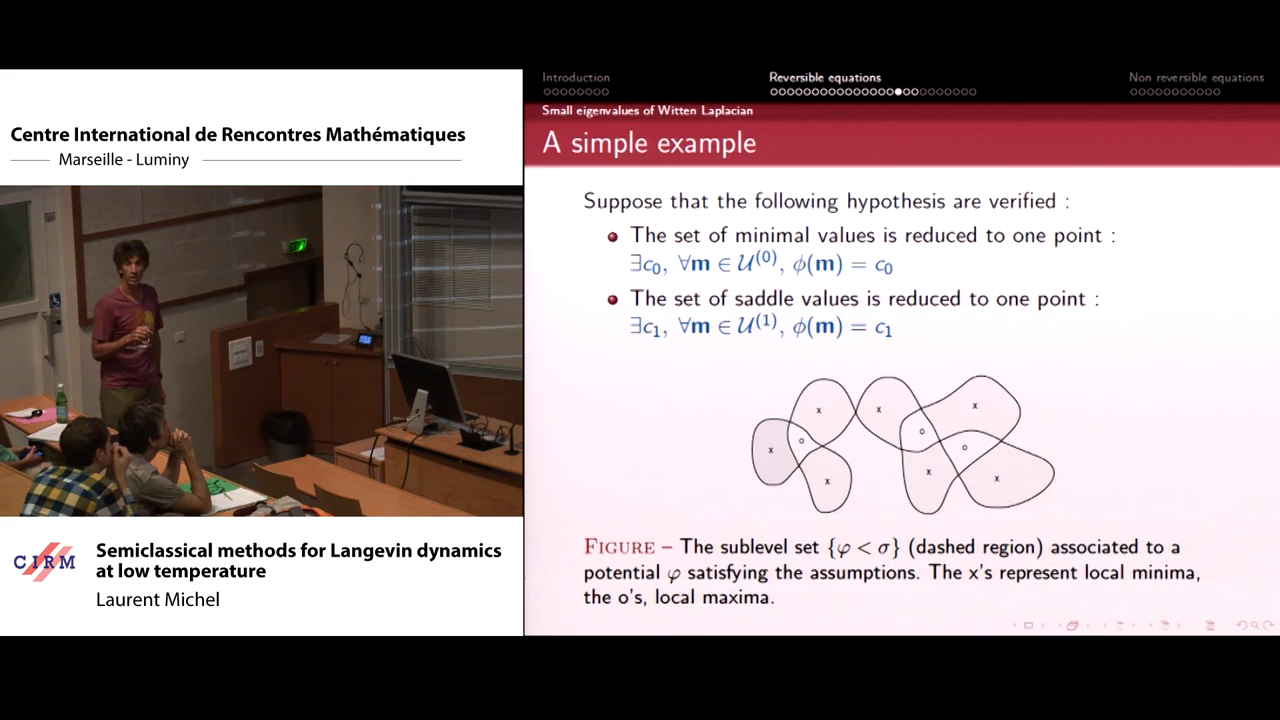 Centre International de Rencontres Mathématiques
Marseille - Luminy
CIRM
Semiclassical methods for Langevin dynamics
at low temperature
Laurent Michel
Introduction
Reversible equations
Non reversible equations
Small eigenvalues of Witten Laplacian
A simple example
Suppose that the following hypothesis are verified :
The set of minimal values is reduced to one point :
∃c₀, ∀m ∈ 𝒰⁽⁰⁾, ϕ(m) = c₀
The set of saddle values is reduced to one point :
∃c₁, ∀m ∈ 𝒰⁽¹⁾, ϕ(m) = c₁
x x x
o o
x o
x x
x
FIGURE – The sublevel set {φ < σ} (dashed region) associated to a
potential φ satisfying the assumptions. The x's represent local minima,
the o's, local maxima.